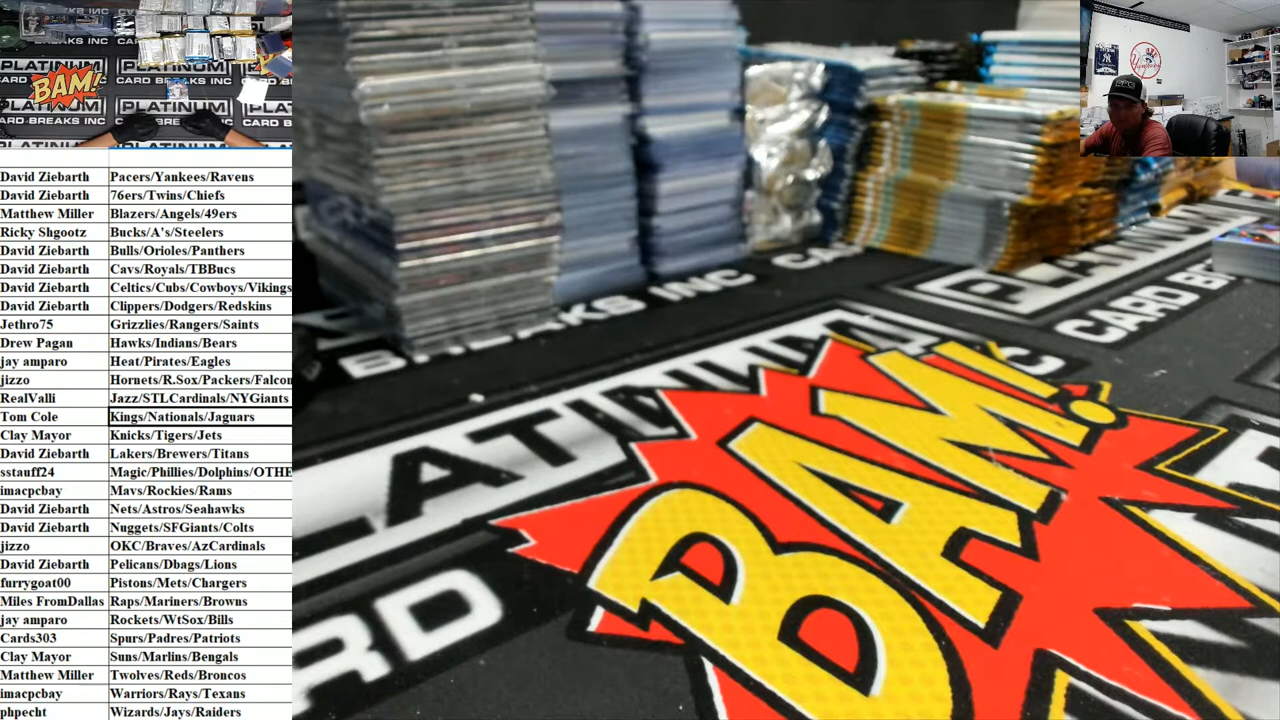 CARD BREAKS INC
PLATINUM
PLATINUM
PLATINUM
BAM!
David Ziebarth Pacers/Yankees/Ravens
David Ziebarth 76ers/Twins/Chiefs
Matthew Miller Blazers/Angels/49ers
Ricky Shgootz Bucks/A's/Steelers
David Ziebarth Bulls/Orioles/Panthers
David Ziebarth Cavs/Royals/TBBucs
David Ziebarth Celtics/Cubs/Cowboys/Vikings
David Ziebarth Clippers/Dodgers/Redskins
Jethro75 Grizzlies/Rangers/Saints
Drew Pagan Hawks/Indians/Bears
jay amparo Heat/Pirates/Eagles
jizzo Hornets/R.Sox/Packers/Falcon
RealValli Jazz/STLCardinals/NYGiants
Tom Cole Kings/Nationals/Jaguars
Clay Mayor Knicks/Tigers/Jets
David Ziebarth Lakers/Brewers/Titans
sstauff24 Magic/Phillies/Dolphins/OTHE
imacpcbay Mavs/Rockies/Rams
David Ziebarth Nets/Astros/Seahawks
David Ziebarth Nuggets/SFGiants/Colts
jizzo OKC/Braves/AzCardinals
David Ziebarth Pelicans/Dbags/Lions
furrygoat00 Pistons/Mets/Chargers
Miles FromDallas Raps/Mariners/Browns
jay amparo Rockets/WtSox/Bills
Cards303 Spurs/Padres/Patriots
Clay Mayor Suns/Marlins/Bengals
Matthew Miller Twolves/Reds/Broncos
imacpcbay Warriors/Rays/Texans
phpecht Wizards/Jays/Raiders
BREAKS INC
CARD B
LATINUM
BAM!
RD